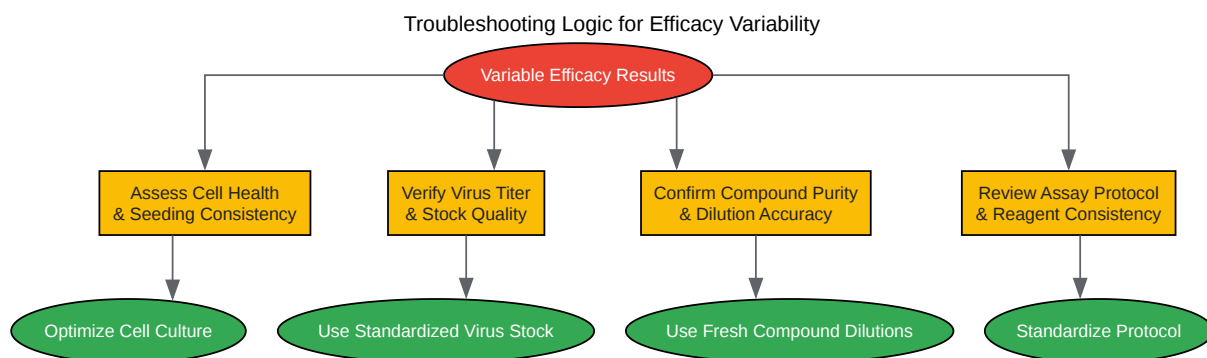 Troubleshooting Logic for Efficacy Variability
Variable Efficacy Results
Assess Cell Health
& Seeding Consistency
Verify Virus Titer
& Stock Quality
Confirm Compound Purity
& Dilution Accuracy
Review Assay Protocol
& Reagent Consistency
Optimize Cell Culture
Use Standardized Virus Stock
Use Fresh Compound Dilutions
Standardize Protocol